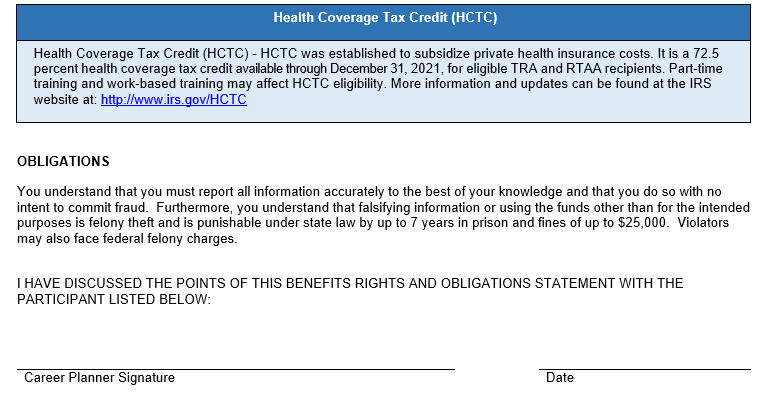 Health Coverage Tax Credit (HCTC)
Health Coverage Tax Credit (HCTC) - HCTC was established to subsidize private health insurance costs. It is a 72.5
percent health coverage tax credit available through December 31, 2021, for eligible TRA and RTAA recipients. Part-time
training and work-based training may affect HCTC eligibility. More information and updates can be found at the IRS
website at: http://www.irs.gov/HCTC
OBLIGATIONS
You understand that you must report all information accurately to the best of your knowledge and that you do so with no
intent to commit fraud.  Furthermore, you understand that falsifying information or using the funds other than for the intended
purposes is felony theft and is punishable under state law by up to 7 years in prison and fines of up to $25,000.  Violators
may also face federal felony charges.
I HAVE DISCUSSED THE POINTS OF THIS BENEFITS RIGHTS AND OBLIGATIONS STATEMENT WITH THE
PARTICIPANT LISTED BELOW:
Career Planner Signature
Date